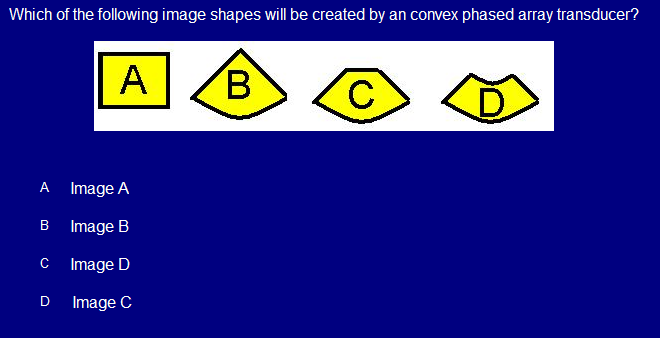 Which of the following image shapes will be created by an convex phased array transducer?
A B C D
A Image A
B Image B
C Image D
D Image C